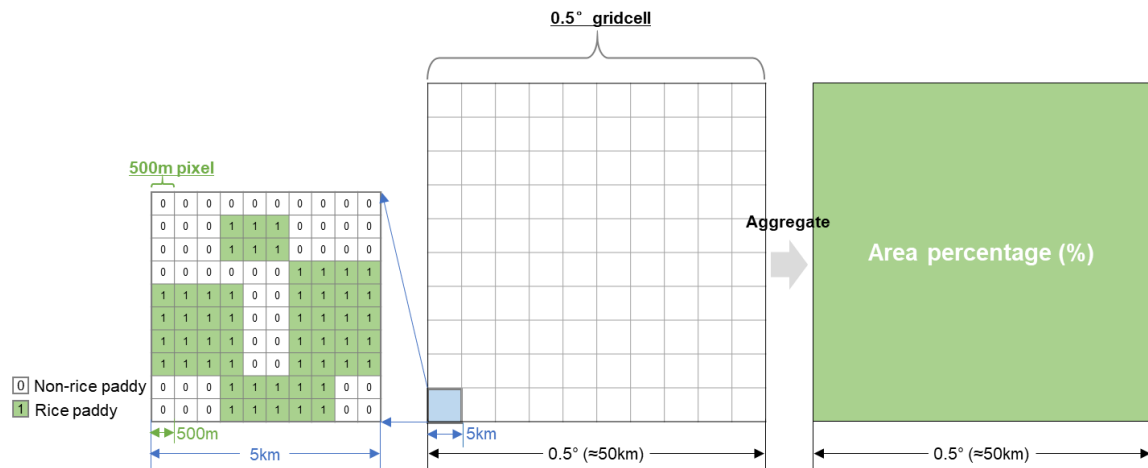 0.5° gridcell
500m pixel
0 0 0 0 0 0 0 0 0 0
0 0 0 1 1 1 0 0 0 0
0 0 0 1 1 1 0 0 0 0
0 0 0 0 0 0 1 1 1 1
1 1 1 1 0 0 1 1 1 1
1 1 1 1 0 0 1 1 1 1
1 1 1 1 0 0 1 1 1 1
1 1 1 1 0 0 1 1 1 1
0 0 0 1 1 1 1 1 0 0
0 0 0 1 1 1 1 1 0 0
0 Non-rice paddy
1 Rice paddy
500m
5km
5km
0.5° (≈50km)
Aggregate
Area percentage (%)
0.5° (≈50km)